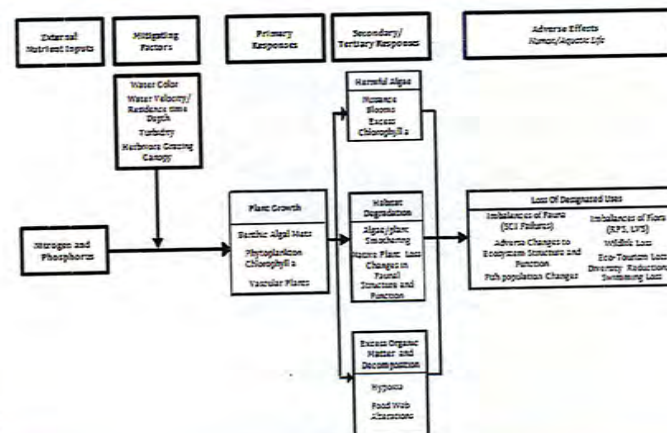 External
Nutrient Inputs
Mitigating
Factors
Primary
Responses
Secondary/
Tertiary Responses
Adverse Effects
Human/Aquatic Life
Water Color
Water Velocity/
Residence time
Depth
Turbidity
Herbivore Grazing
Canopy
Nitrogen and
Phosphorus
Plant Growth
Benthic Algal Mats
Phytoplankton
Chlorophyll a
Vascular Plants
Harmful Algae
Nuisance
Blooms
Excess
Chlorophyll a
Habitat
Degradation
Algae/plant
Smothering
Native Plant Loss
Changes in
Faunal
Structure and
Function
Excess Organic
Matter and
Decomposition
Hypoxia
Food Web
Alterations
Loss Of Designated Uses
Imbalances of Fauna
(SCI Failures)
Adverse Changes to
Ecosystem Structure and
Function
Fish population Changes
Imbalances of Flora
(RPS, LVS)
Wildlife Loss
Eco-Tourism Loss
Diversity Reductions
Swimming Loss